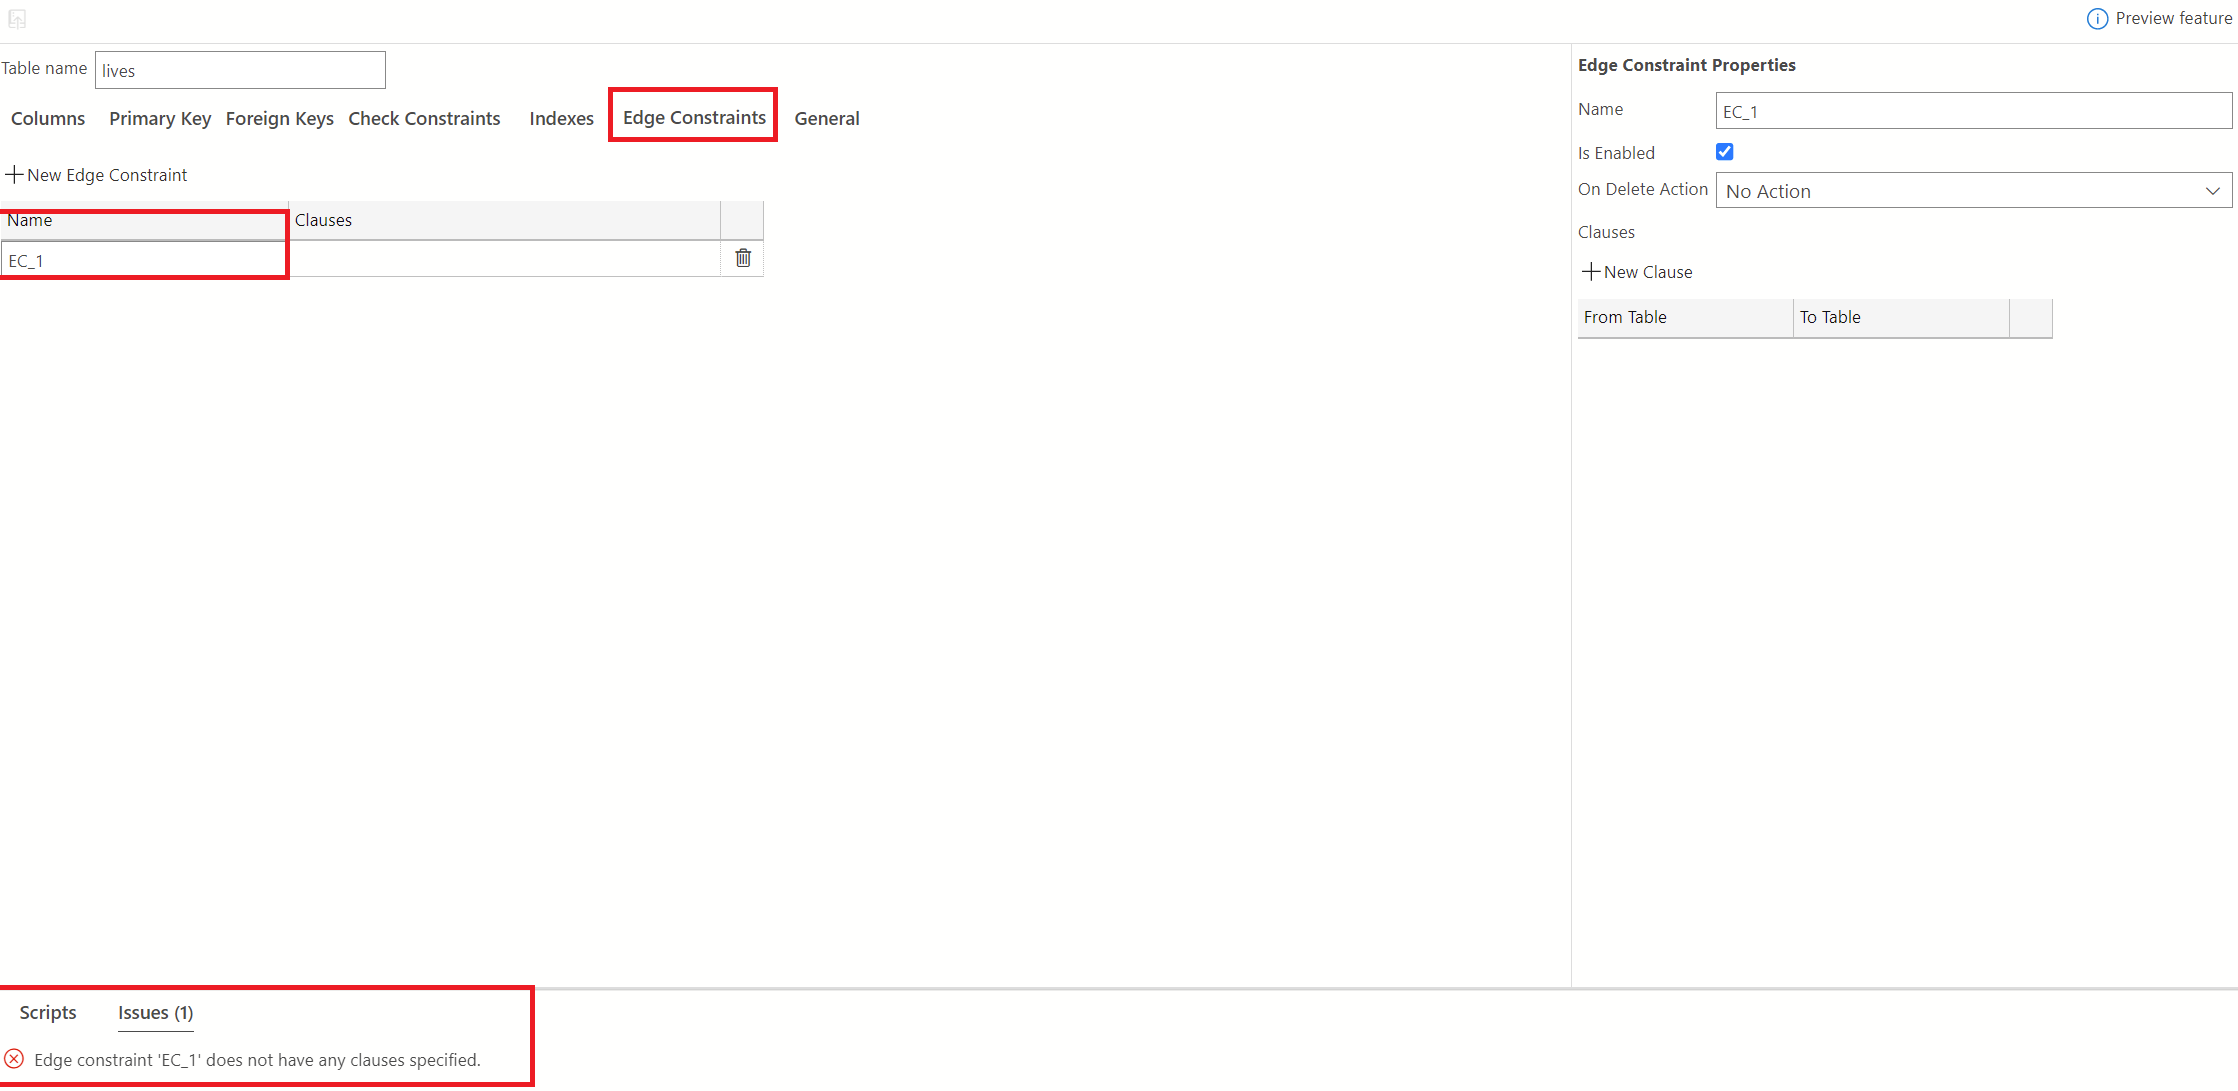 Preview feature
Table name lives
Columns Primary Key Foreign Keys Check Constraints Indexes Edge Constraints General
New Edge Constraint
Name Clauses
EC_1
Edge Constraint Properties
Name EC_1
Is Enabled
On Delete Action No Action
Clauses
New Clause
From Table To Table
Scripts Issues (1)
Edge constraint 'EC_1' does not have any clauses specified.